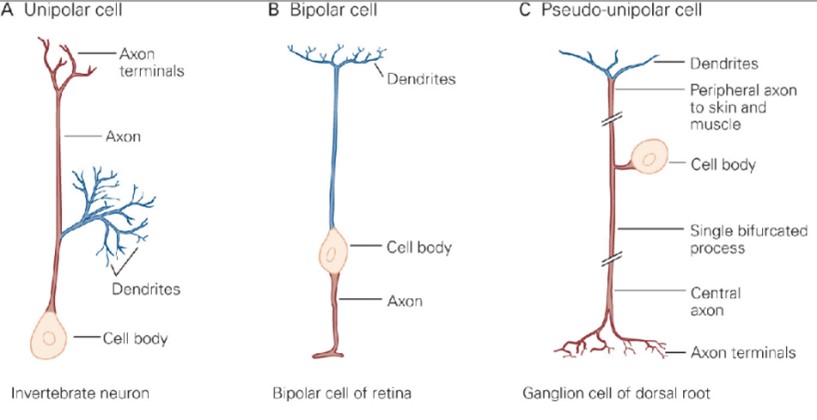 A Unipolar cell
Axon
terminals
Axon
Dendrites
Cell body
Invertebrate neuron
B Bipolar cell
Dendrites
Cell body
Axon
Bipolar cell of retina
C Pseudo-unipolar cell
Dendrites
Peripheral axon
to skin and
muscle
Cell body
Single bifurcated
process
Central
axon
Axon terminals
Ganglion cell of dorsal root